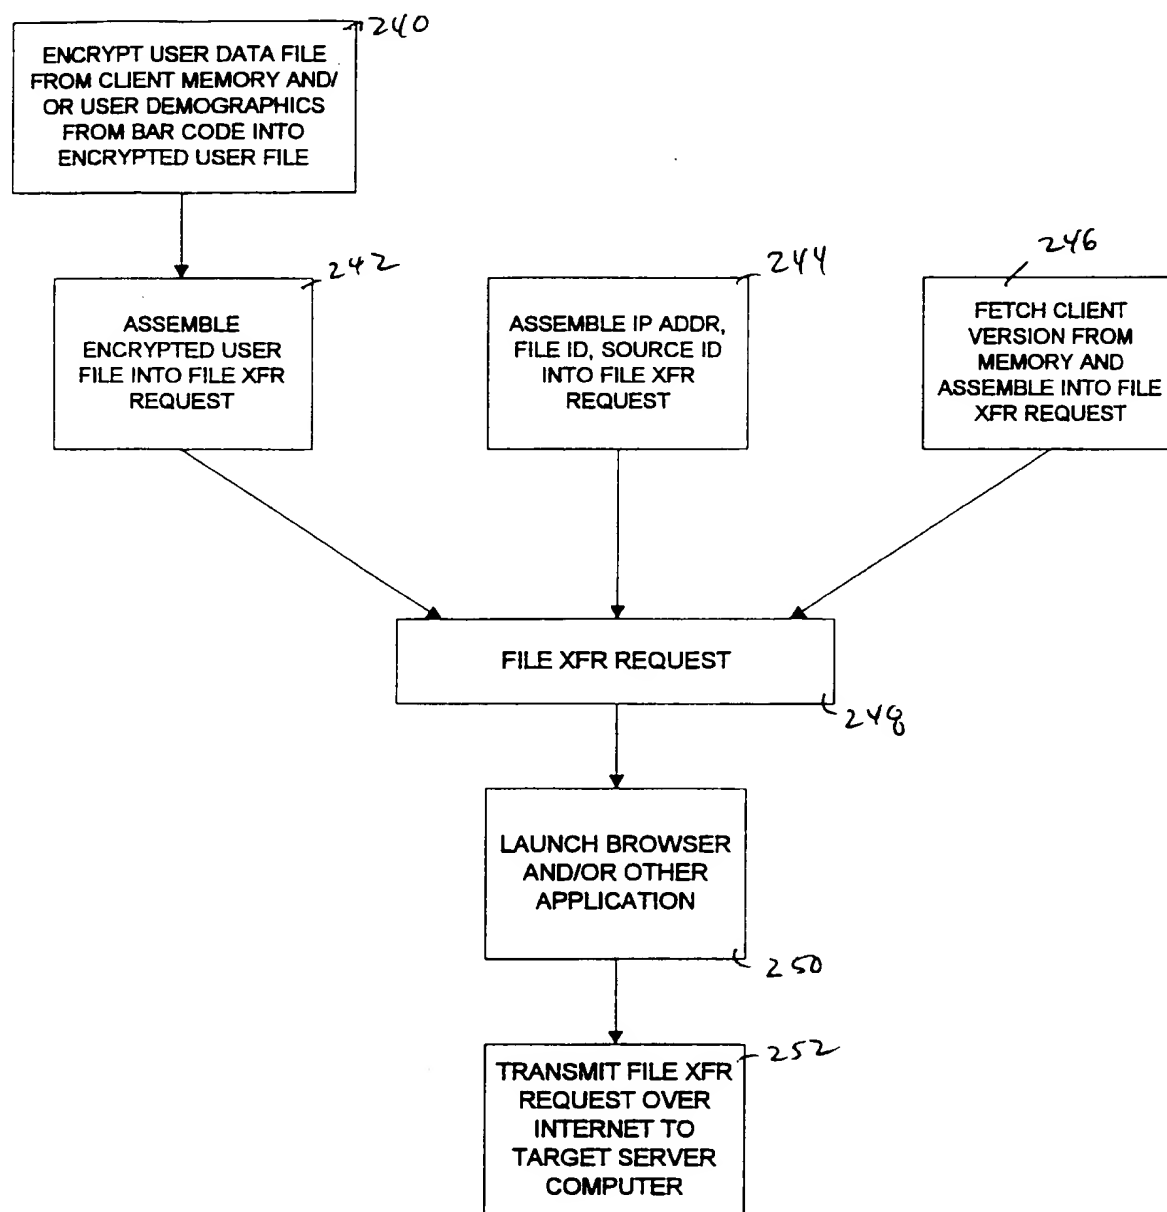 240
ENCRYPT USER DATA FILE
FROM CLIENT MEMORY AND/
OR USER DEMOGRAPHICS
FROM BAR CODE INTO
ENCRYPTED USER FILE
242
ASSEMBLE
ENCRYPTED USER
FILE INTO FILE XFR
REQUEST
244
ASSEMBLE IP ADDR,
FILE ID, SOURCE ID
INTO FILE XFR
REQUEST
246
FETCH CLIENT
VERSION FROM
MEMORY AND
ASSEMBLE INTO FILE
XFR REQUEST
FILE XFR REQUEST
248
LAUNCH BROWSER
AND/OR OTHER
APPLICATION
250
252
TRANSMIT FILE XFR
REQUEST OVER
INTERNET TO
TARGET SERVER
COMPUTER